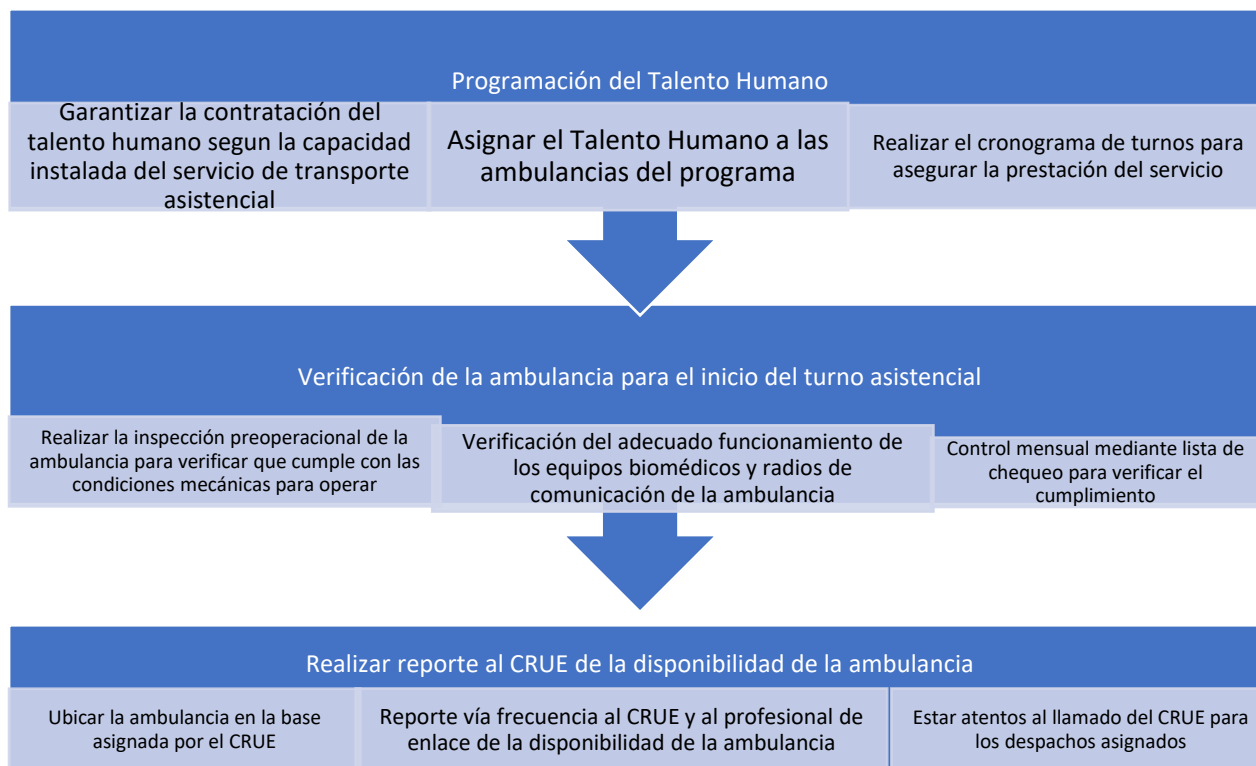 Programación del Talento Humano
Garantizar la contratación del
talento humano segun la capacidad
instalada del servicio de transporte
asistencial
Asignar el Talento Humano a las
ambulancias del programa
Realizar el cronograma de turnos para
asegurar la prestación del servicio
Verificación de la ambulancia para el inicio del turno asistencial
Realizar la inspección preoperacional de la
ambulancia para verificar que cumple con las
condiciones mecánicas para operar
Verificación del adecuado funcionamiento de
los equipos biomédicos y radios de
comunicación de la ambulancia
Control mensual mediante lista de
chequeo para verificar el
cumplimiento
Realizar reporte al CRUE de la disponibilidad de la ambulancia
Ubicar la ambulancia en la base
asignada por el CRUE
Reporte vía frecuencia al CRUE y al profesional de
enlace de la disponibilidad de la ambulancia
Estar atentos al llamado del CRUE para
los despachos asignados